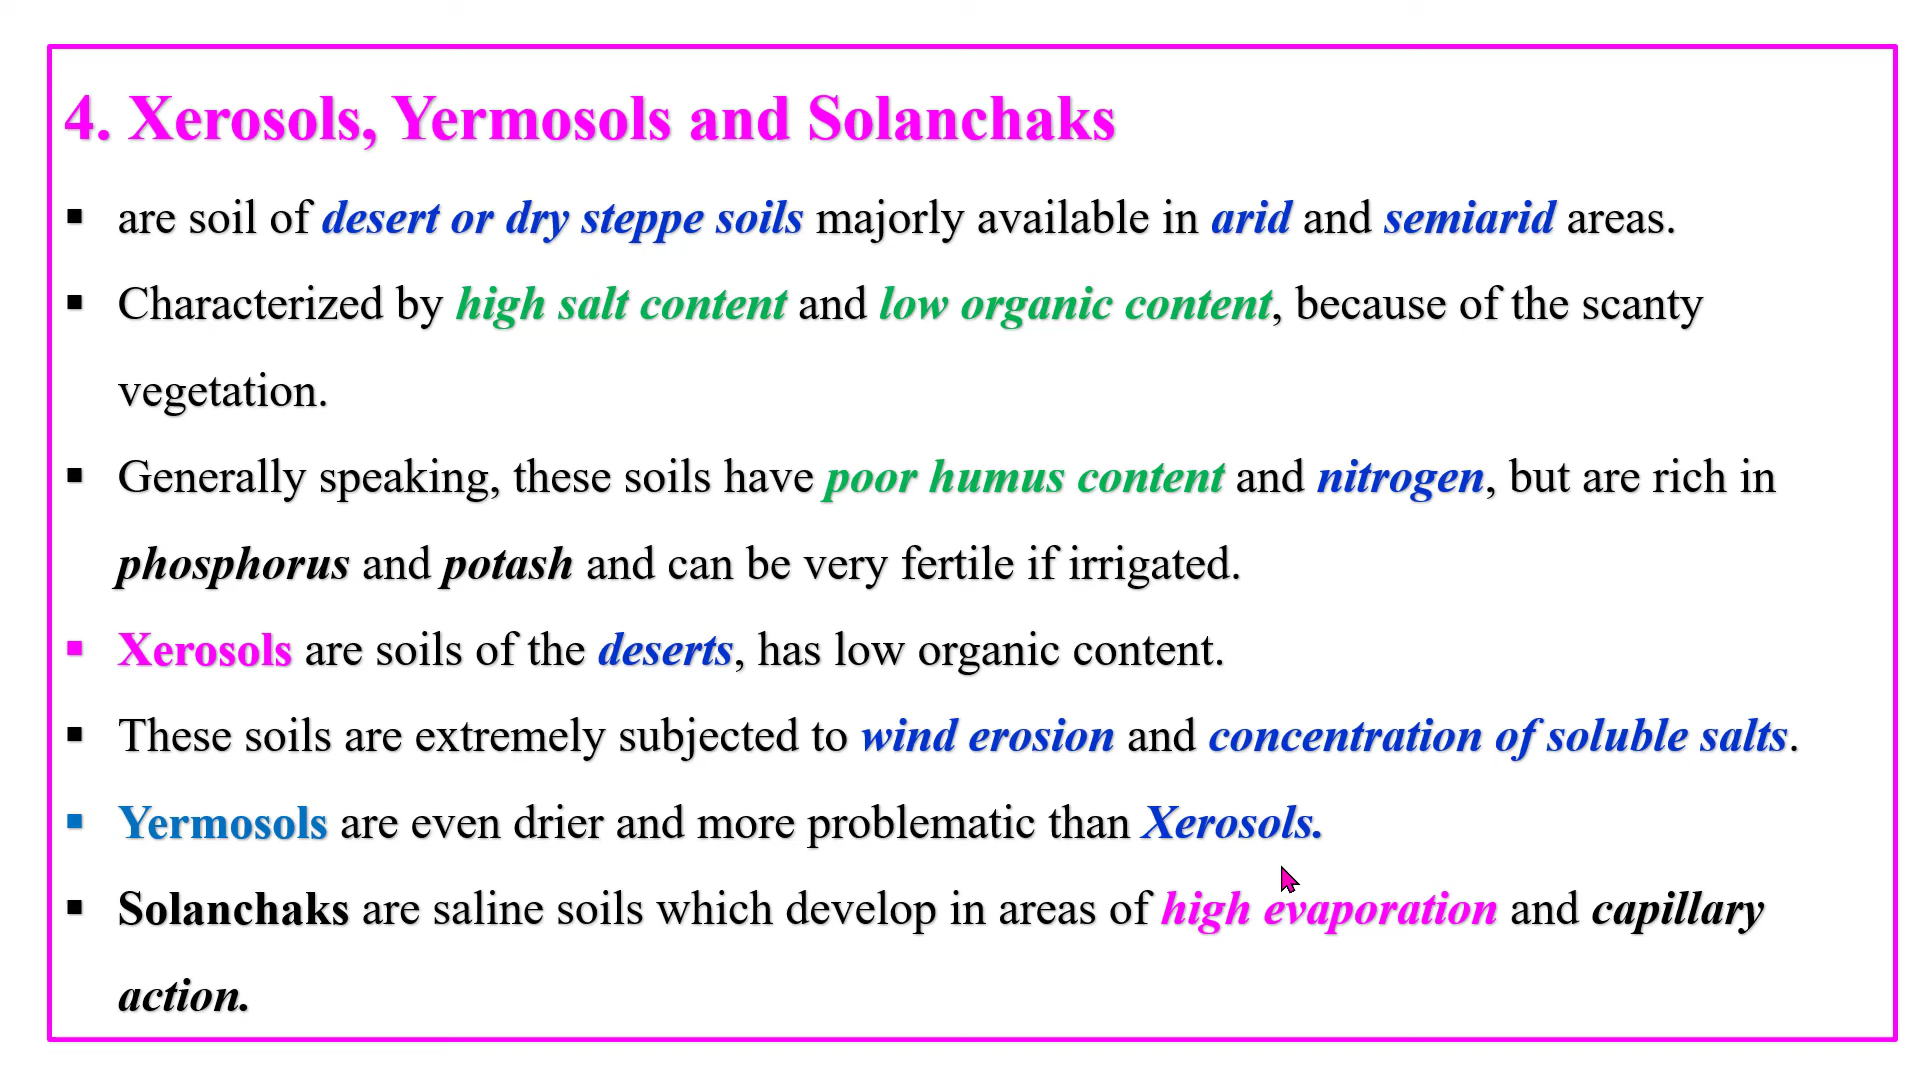 4. Xerosols, Yermosols and Solanchaks
▪ are soil of desert or dry steppe soils majorly available in arid and semiarid areas.
▪ Characterized by high salt content and low organic content, because of the scanty
vegetation.
▪ Generally speaking, these soils have poor humus content and nitrogen, but are rich in
phosphorus and potash and can be very fertile if irrigated.
▪ Xerosols are soils of the deserts, has low organic content.
▪ These soils are extremely subjected to wind erosion and concentration of soluble salts.
▪ Yermosols are even drier and more problematic than Xerosols.
▪ Solanchaks are saline soils which develop in areas of high evaporation and capillary
action.